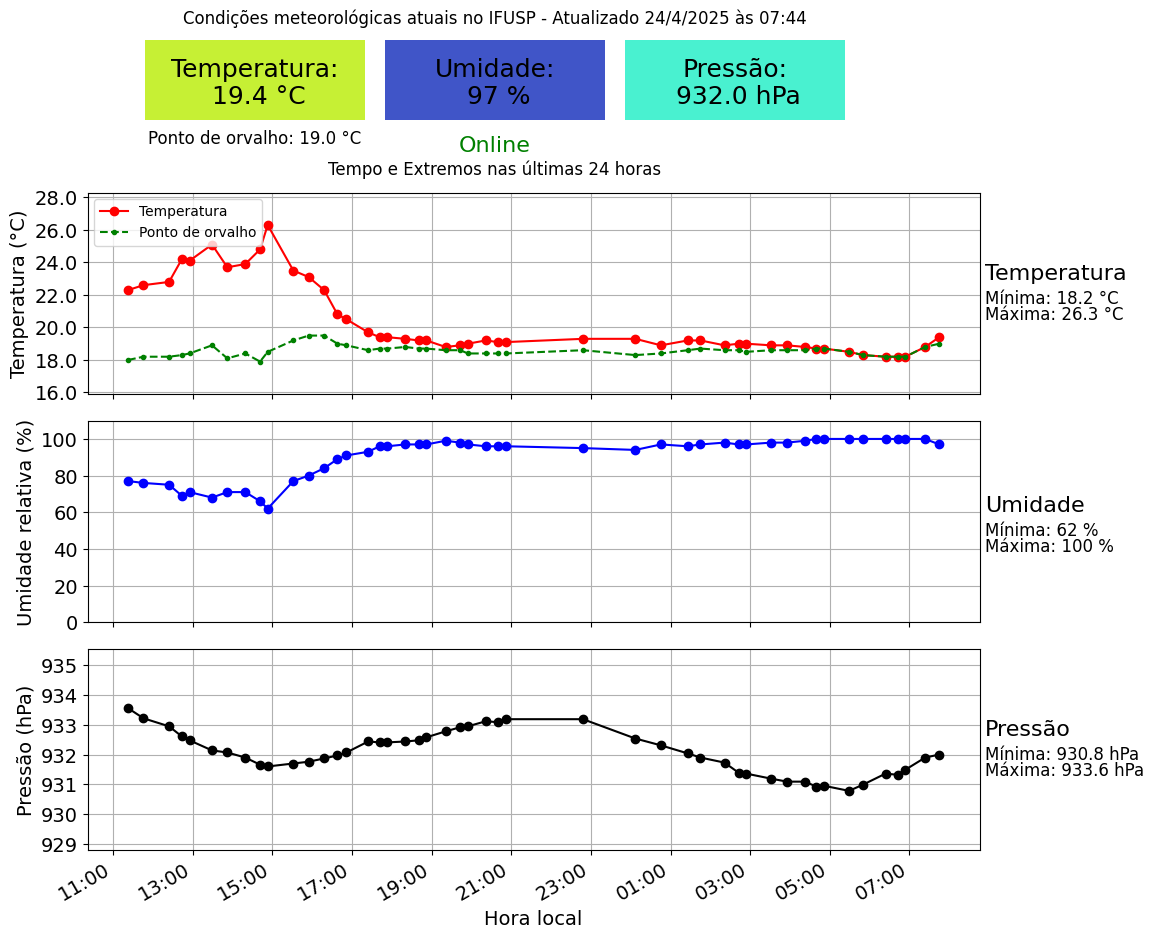 Condições meteorológicas atuais no IFUSP - Atualizado 24/4/2025 às 07:44
Temperatura:
19.4 °C
Umidade:
97 %
Pressão:
932.0 hPa
Ponto de orvalho: 19.0 °C
Online
Tempo e Extremos nas últimas 24 horas
Temperatura (°C)
28.0
26.0
24.0
22.0
20.0
18.0
16.0
Temperatura
Ponto de orvalho
Temperatura
Mínima: 18.2 °C
Máxima: 26.3 °C
Umidade relativa (%)
100
80
60
40
20
0
Umidade
Mínima: 62 %
Máxima: 100 %
Pressão (hPa)
935
934
933
932
931
930
929
Pressão
Mínima: 930.8 hPa
Máxima: 933.6 hPa
11:00
13:00
15:00
17:00
19:00
21:00
23:00
01:00
03:00
05:00
07:00
Hora local